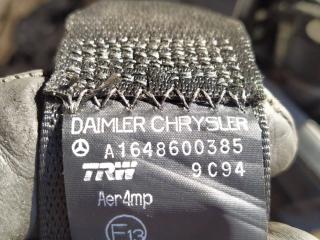 DAIMLER CHRYSLER
A1648600385
TRW 9C94
Aer4mp
E13